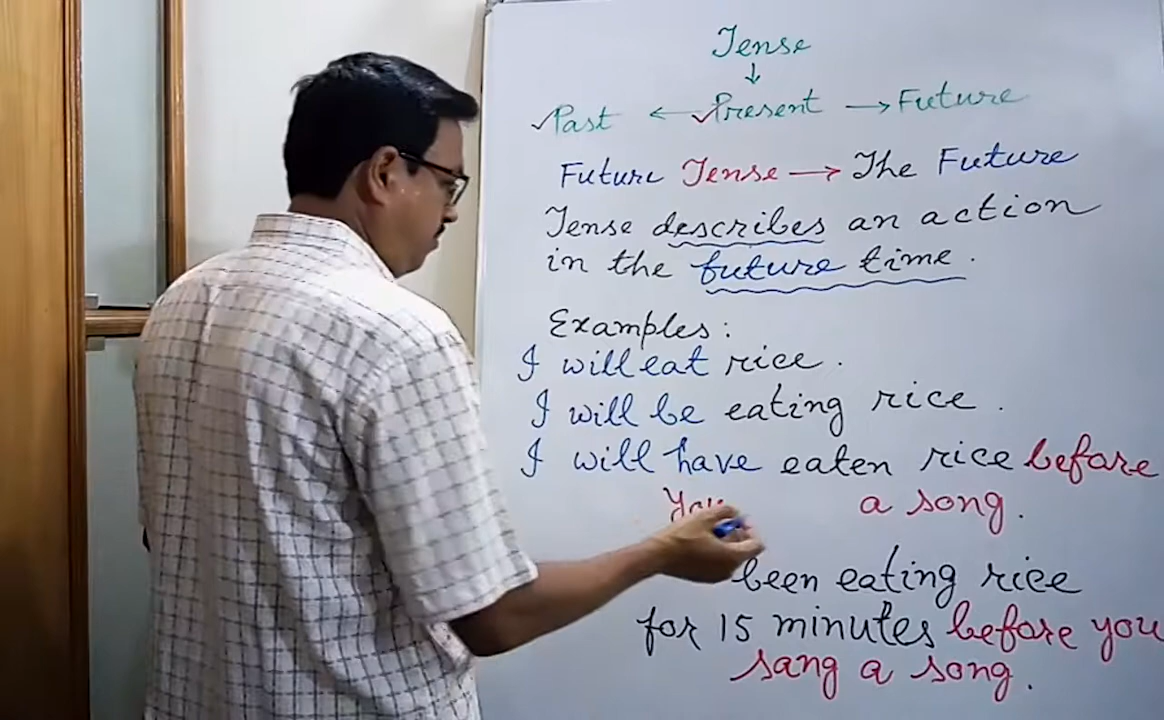 Tense
↓
✓Past ← ✓Present → Future
Future Tense → The Future
Tense describes an action
in the future time.
Examples:
I will eat rice.
I will be eating rice.
I will have eaten rice before
a song.
been eating rice
for 15 minutes before you
sang a song.